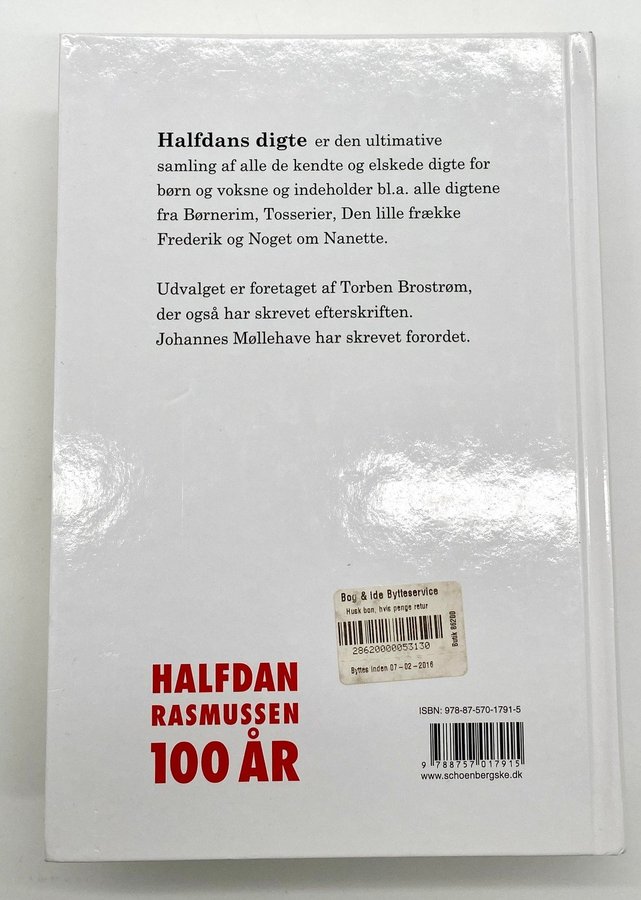 Halfdans digte er den ultimative
samling af alle de kendte og elskede digte for
børn og voksne og indeholder bl.a. alle digtene
fra Børnerim, Tosserier, Den lille frække
Frederik og Noget om Nanette.
Udvalget er foretaget af Torben Brostrøm,
der også har skrevet efterskriften.
Johannes Møllehave har skrevet forordet.
Bog & ide Bytteservice
Husk bon, hvis penge retur
28620000053130
Byttes inden 07-02-2016
Butik 86200
HALFDAN
RASMUSSEN
100 ÅR
ISBN: 978-87-570-1791-5
9 788757 017915
www.schoenbergske.dk